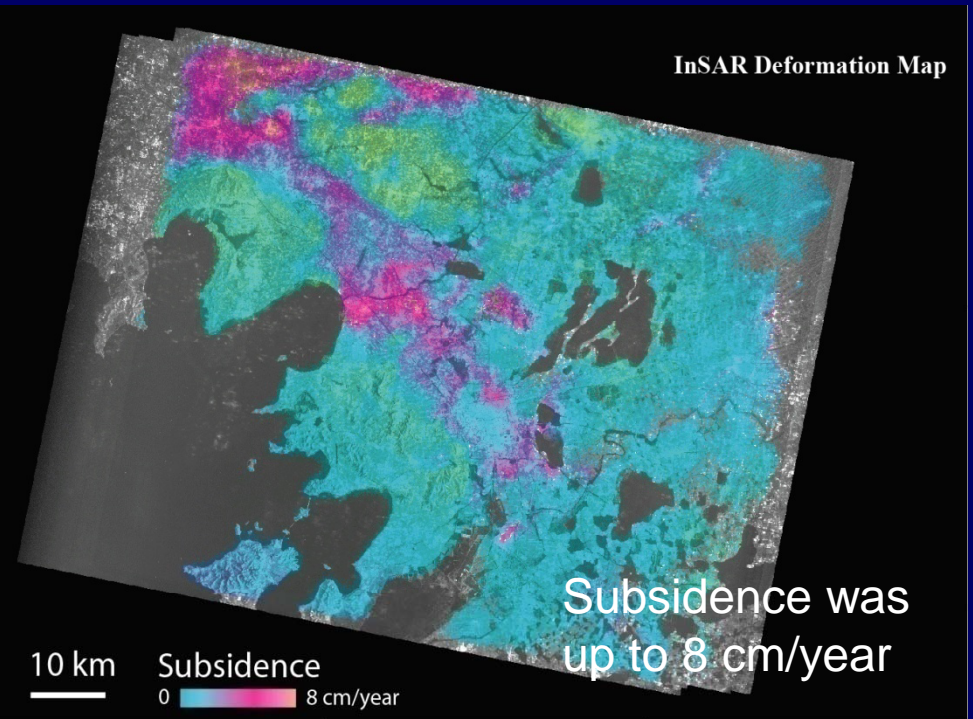 InSAR Deformation Map
Subsidence was
up to 8 cm/year
10 km
Subsidence
0 8 cm/year